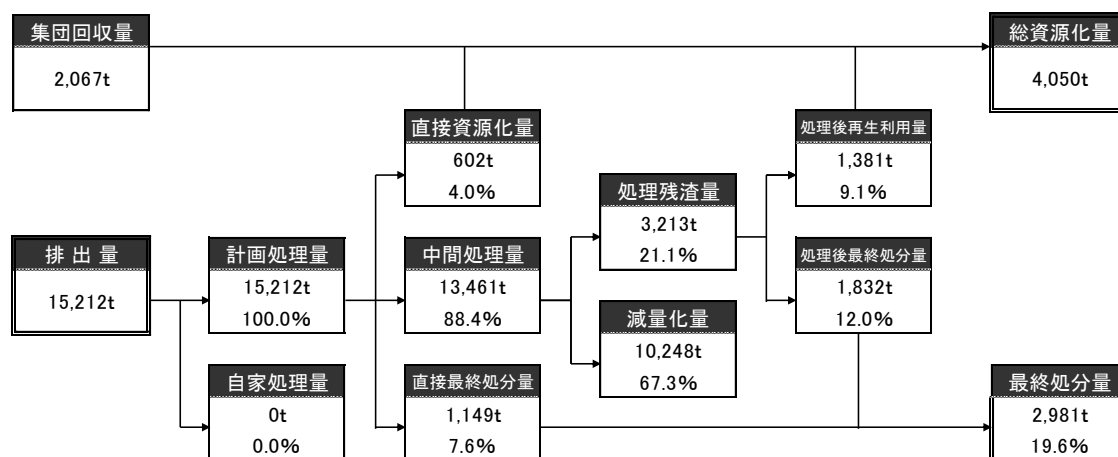 集団回収量
2,067t
総資源化量
4,050t
直接資源化量
602t
4.0%
処理後再生利用量
1,381t
9.1%
処理残渣量
3,213t
21.1%
排 出 量
15,212t
計画処理量
15,212t
100.0%
中間処理量
13,461t
88.4%
処理後最終処分量
1,832t
12.0%
減量化量
10,248t
67.3%
自家処理量
0t
0.0%
直接最終処分量
1,149t
7.6%
最終処分量
2,981t
19.6%